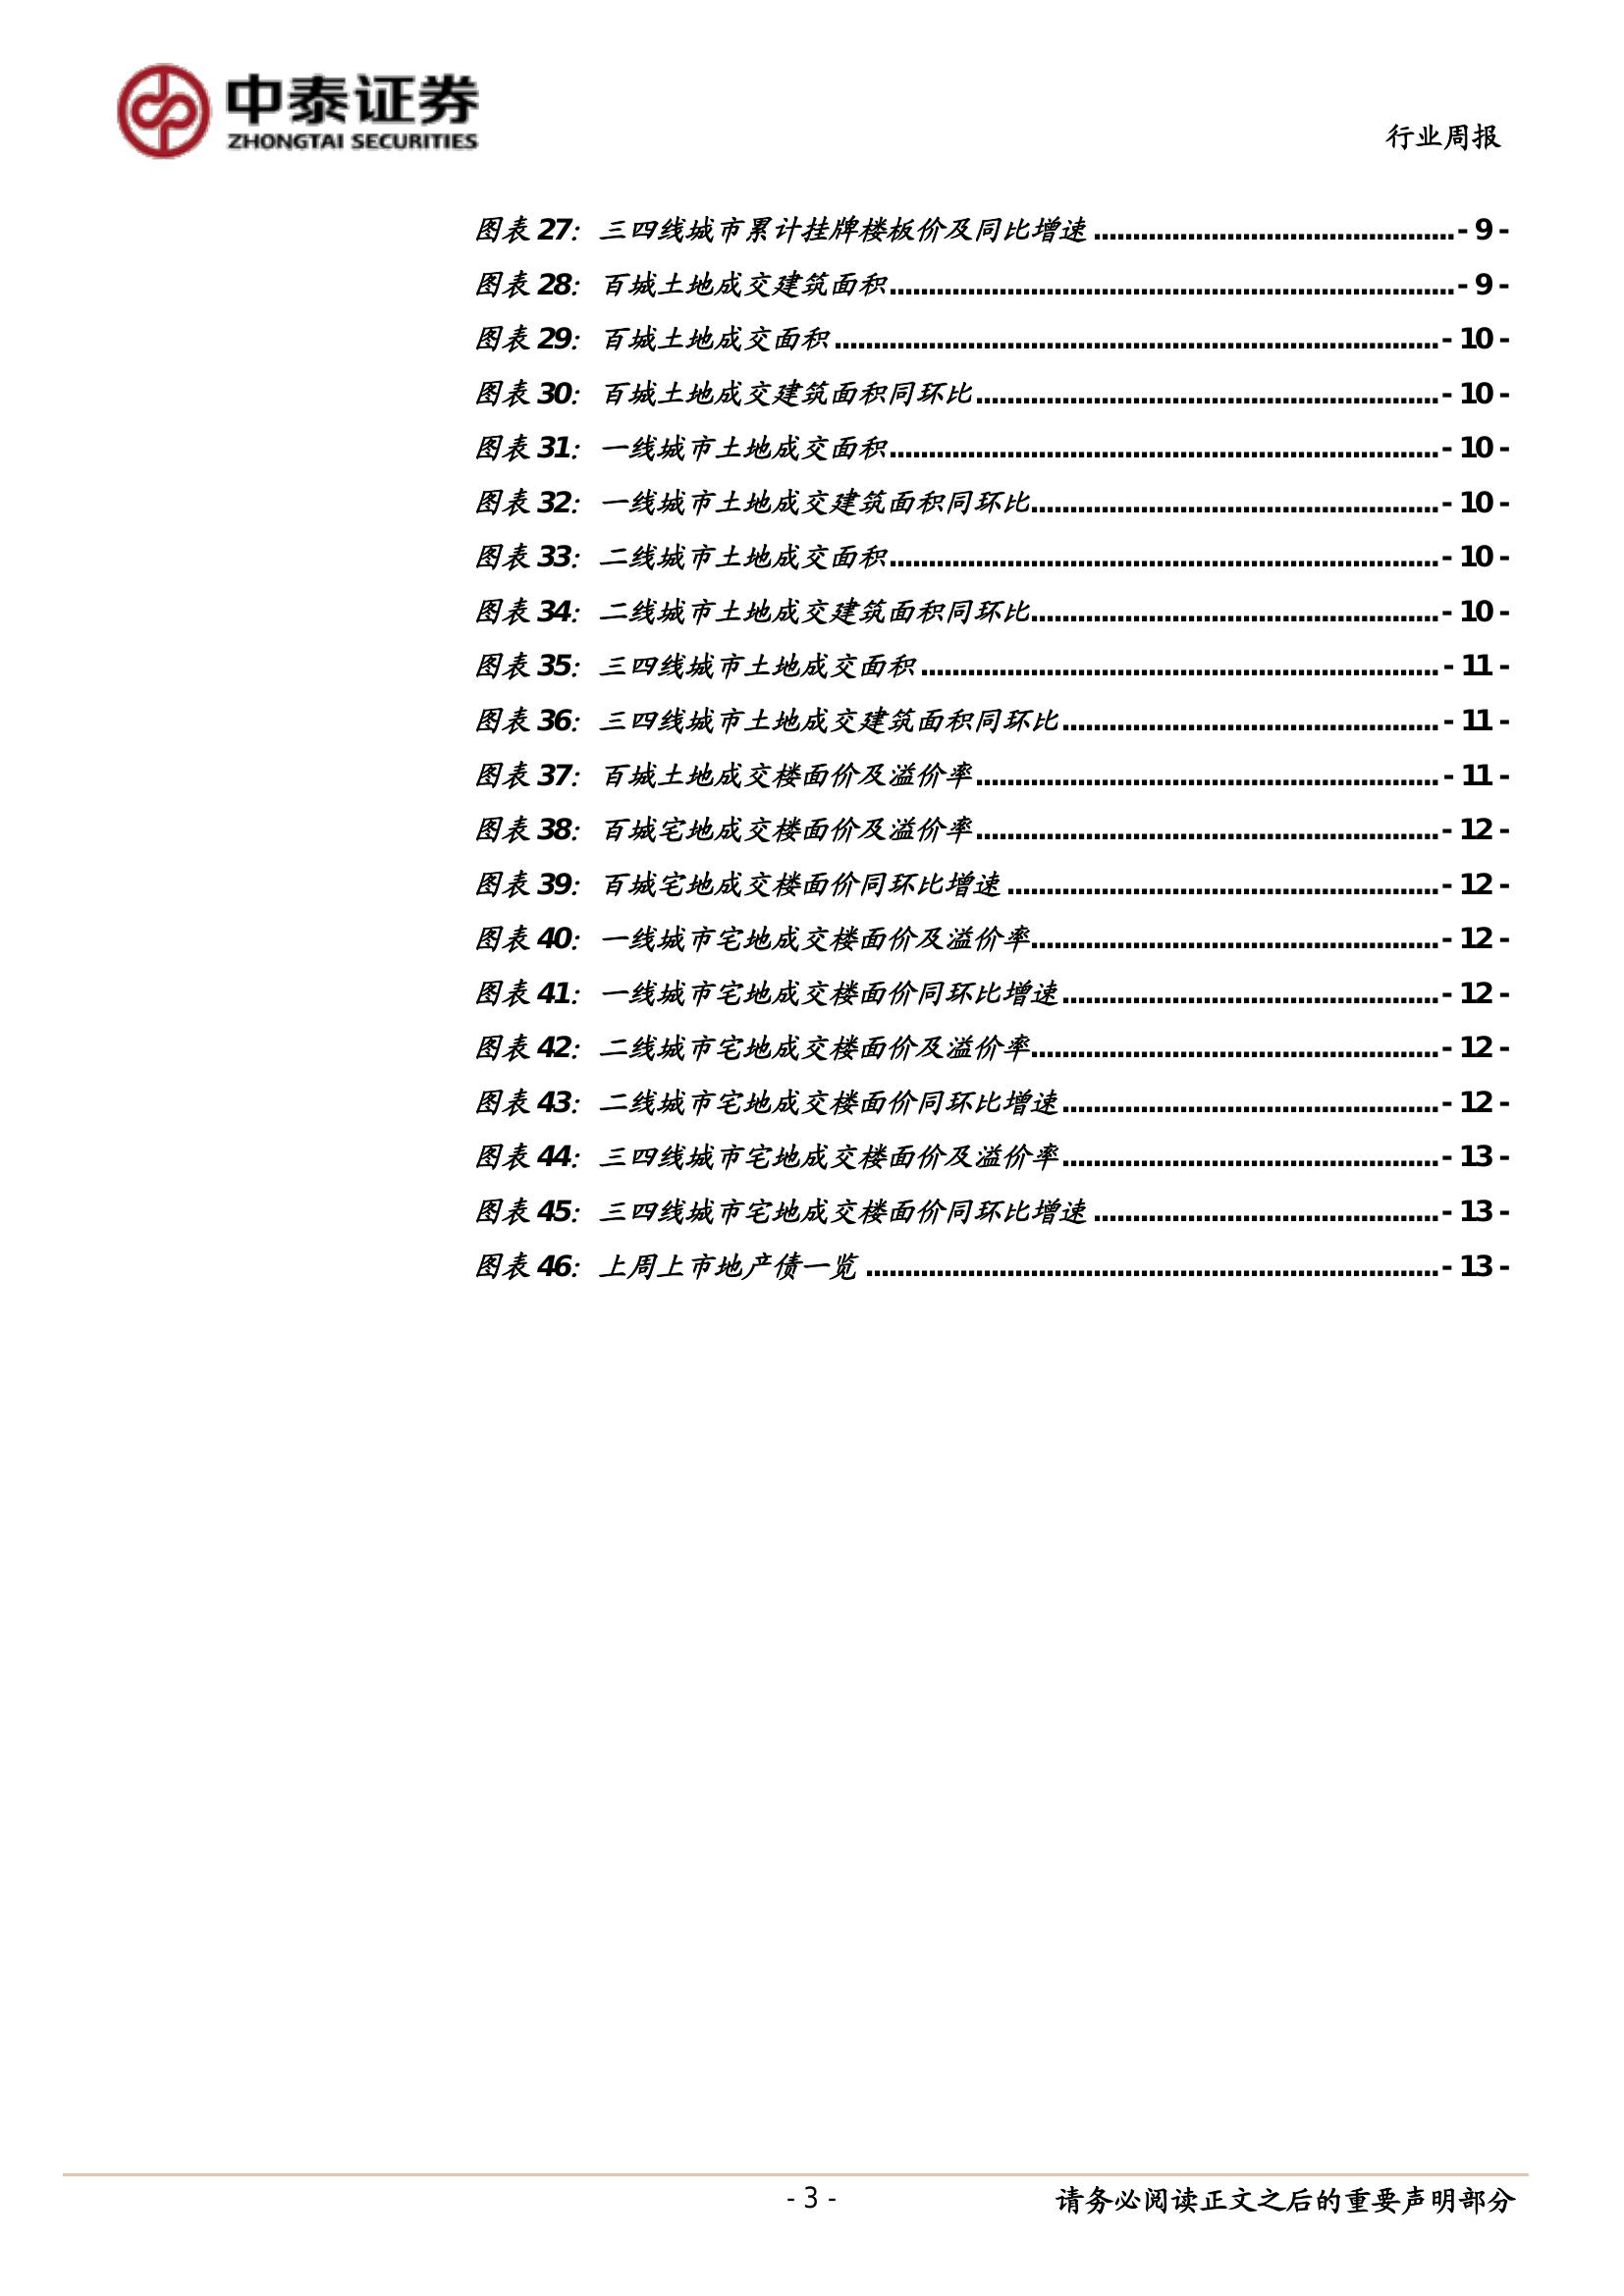 中泰证券
ZHONGTAI SECURITIES
行业周报
图表 27：三四线城市累计挂牌楼板价及同比增速 ..............................................- 9 -
图表 28：百城土地成交建筑面积........................................................................- 9 -
图表 29：百城土地成交面积 .............................................................................- 10 -
图表 30：百城土地成交建筑面积同环比...........................................................- 10 -
图表 31：一线城市土地成交面积......................................................................- 10 -
图表 32：一线城市土地成交建筑面积同环比....................................................- 10 -
图表 33：二线城市土地成交面积......................................................................- 10 -
图表 34：二线城市土地成交建筑面积同环比....................................................- 10 -
图表 35：三四线城市土地成交面积 ..................................................................- 11 -
图表 36：三四线城市土地成交建筑面积同环比................................................- 11 -
图表 37：百城土地成交楼面价及溢价率...........................................................- 11 -
图表 38：百城宅地成交楼面价及溢价率...........................................................- 12 -
图表 39：百城宅地成交楼面价同环比增速 .......................................................- 12 -
图表 40：一线城市宅地成交楼面价及溢价率....................................................- 12 -
图表 41：一线城市宅地成交楼面价同环比增速................................................- 12 -
图表 42：二线城市宅地成交楼面价及溢价率....................................................- 12 -
图表 43：二线城市宅地成交楼面价同环比增速................................................- 12 -
图表 44：三四线城市宅地成交楼面价及溢价率................................................- 13 -
图表 45：三四线城市宅地成交楼面价同环比增速 ............................................- 13 -
图表 46：上周上市地产债一览 .........................................................................- 13 -
- 3 -
请务必阅读正文之后的重要声明部分